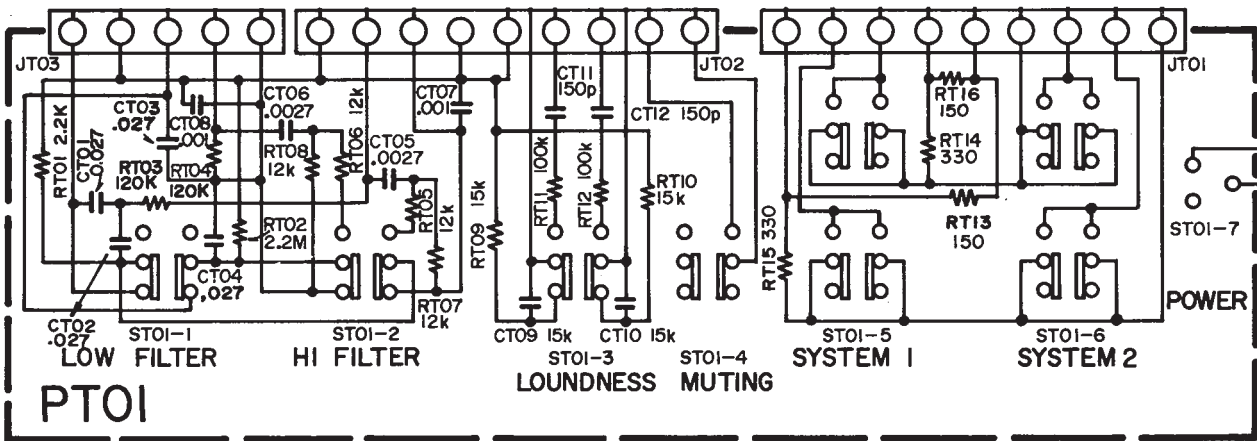 JT03
JT02
JT01
RT01 2.2K
CT01
0.027
CT03
.027
CT08
.001
CT06
.0027
RT03
120K
RT04
120K
RT08
12k
RT06 12k
CT05
.0027
CT07
.001
RT05
12k
RT02
2.2M
CT04
,027
RT07
12k
CT02
.027
RT09 15k
CT11
150p
CT12 150p
RT11 100k
RT12 100k
RT10
15k
CT09 15k
CT10 15k
RT16
150
RT14
330
RT13
150
RT15 330
ST01-7
POWER
ST01-1
LOW FILTER
ST01-2
HI FILTER
ST01-3
LOUNDNESS
ST01-4
MUTING
ST01-5
SYSTEM 1
ST01-6
SYSTEM 2
PT01